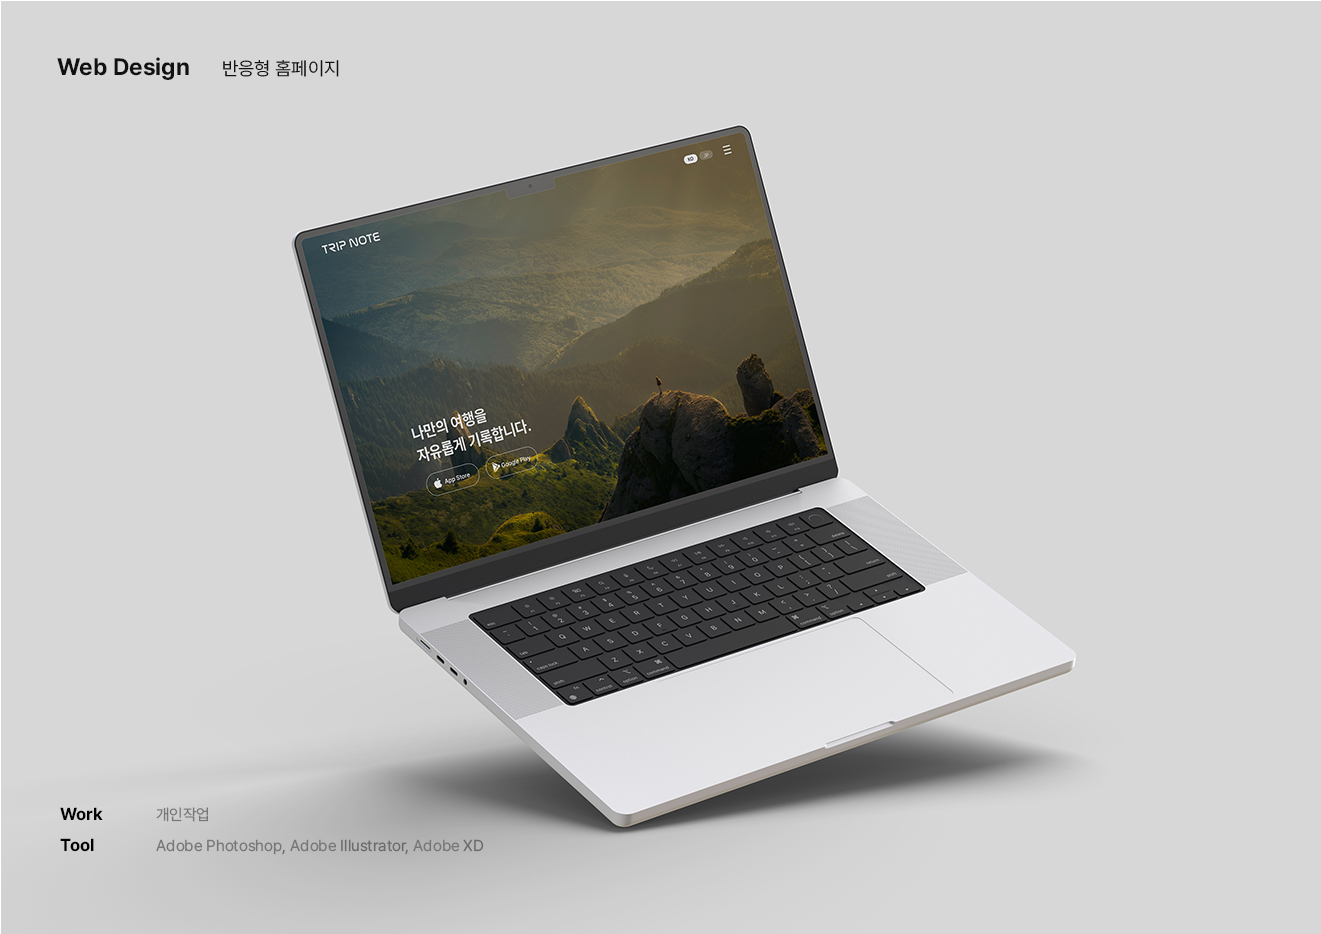 Web Design 반응형 홈페이지
TRIP NOTE
나만의 여행을
자유롭게 기록합니다.
App Store
Google Play
Work 개인작업
Tool Adobe Photoshop, Adobe Illustrator, Adobe XD